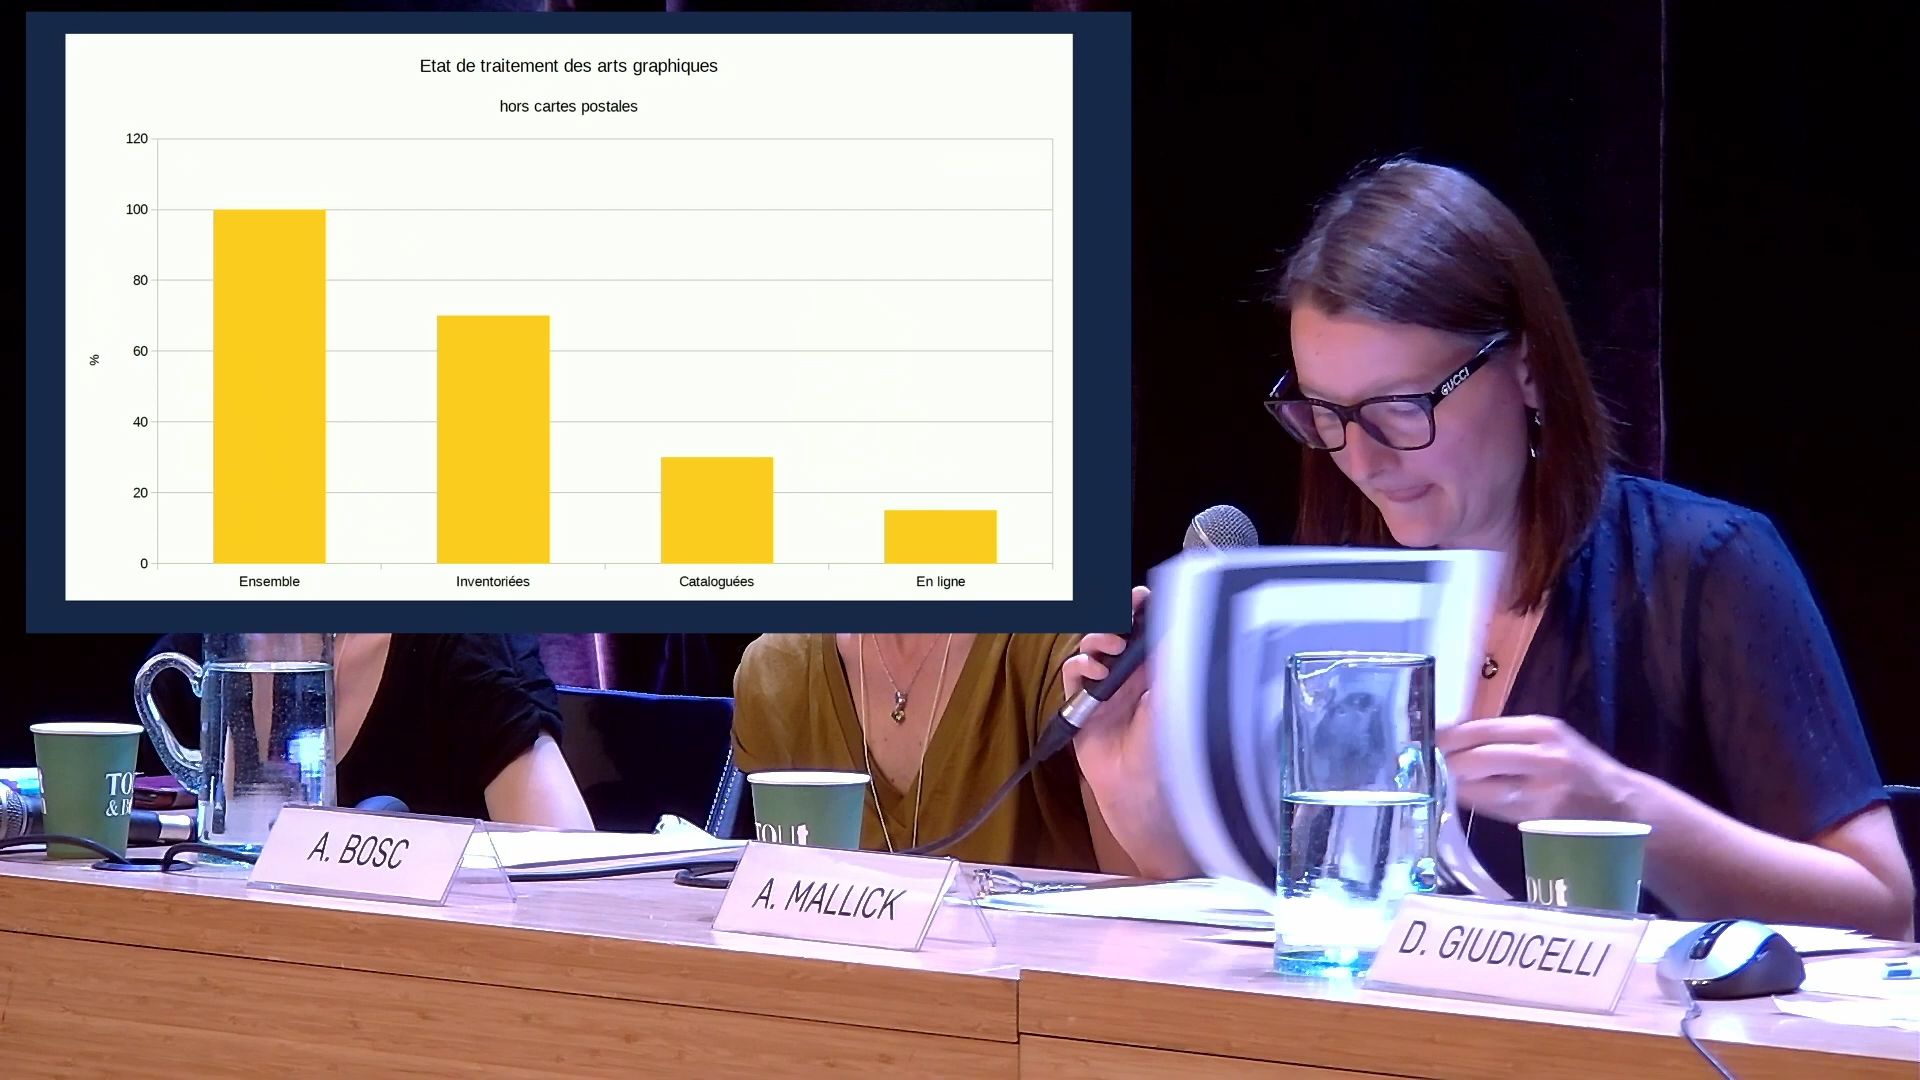 Etat de traitement des arts graphiques
hors cartes postales
120
100
80
60
40
20
0
%
Ensemble
Inventoriées
Cataloguées
En ligne
GUCCI
A. BOSC
A. MALLICK
D. GIUDICELLI